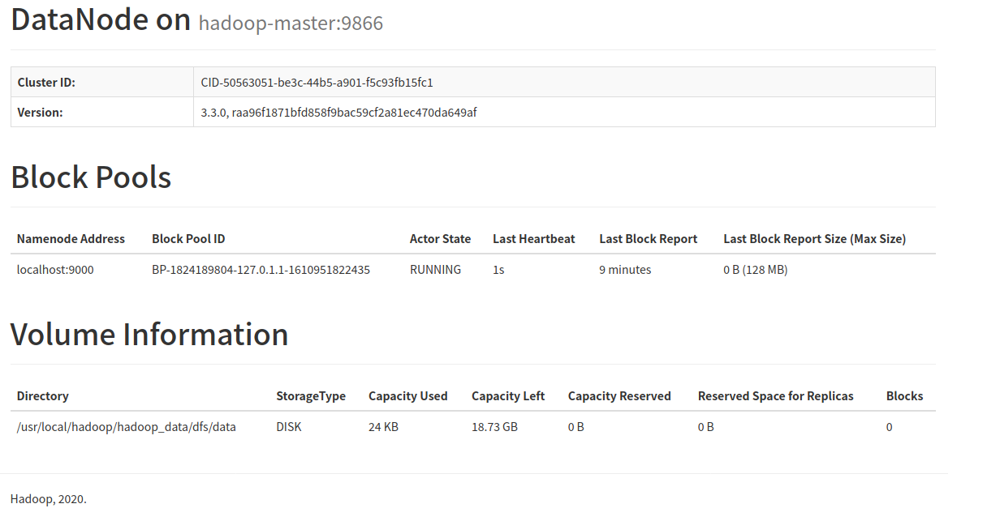 DataNode on hadoop-master:9866
Cluster ID: CID-50563051-be3c-44b5-a901-f5c93fb15fc1
Version: 3.3.0, raa96f1871bfd858f9bac59cf2a81ec470da649af
Block Pools
Namenode Address Block Pool ID Actor State Last Heartbeat Last Block Report Last Block Report Size (Max Size)
localhost:9000 BP-1824189804-127.0.1.1-1610951822435 RUNNING 1s 9 minutes 0 B (128 MB)
Volume Information
Directory StorageType Capacity Used Capacity Left Capacity Reserved Reserved Space for Replicas Blocks
/usr/local/hadoop/hadoop_data/dfs/data DISK 24 KB 18.73 GB 0 B 0 B 0
Hadoop, 2020.